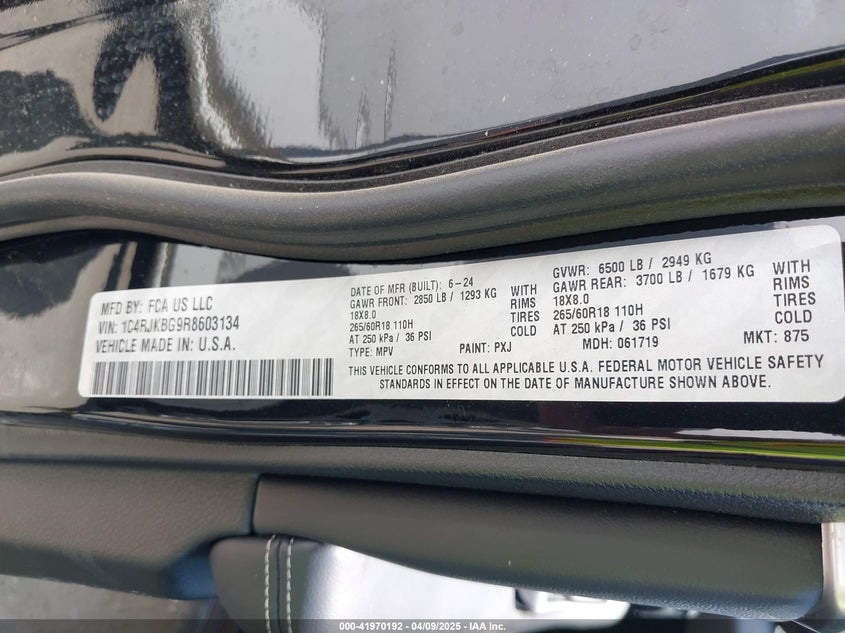 MFD BY: FCA US LLC
VIN: 1C4RJKBG9R8603134
VEHICLE MADE IN: U.S.A.
DATE OF MFR (BUILT): 6-24
GAWR FRONT: 2850 LB / 1293 KG WITH
18X8.0 RIMS
265/60R18 110H TIRES
AT 250 kPa / 36 PSI COLD
TYPE: MPV PAINT: PXJ
GVWR: 6500 LB / 2949 KG
GAWR REAR: 3700 LB / 1679 KG WITH
18X8.0 RIMS
265/60R18 110H TIRES
AT 250 kPa / 36 PSI COLD
MDH: 061719 MKT: 875
THIS VEHICLE CONFORMS TO ALL APPLICABLE U.S.A. FEDERAL MOTOR VEHICLE SAFETY
STANDARDS IN EFFECT ON THE DATE OF MANUFACTURE SHOWN ABOVE.
000-41970192 - 04/09/2025 - IAA Inc.